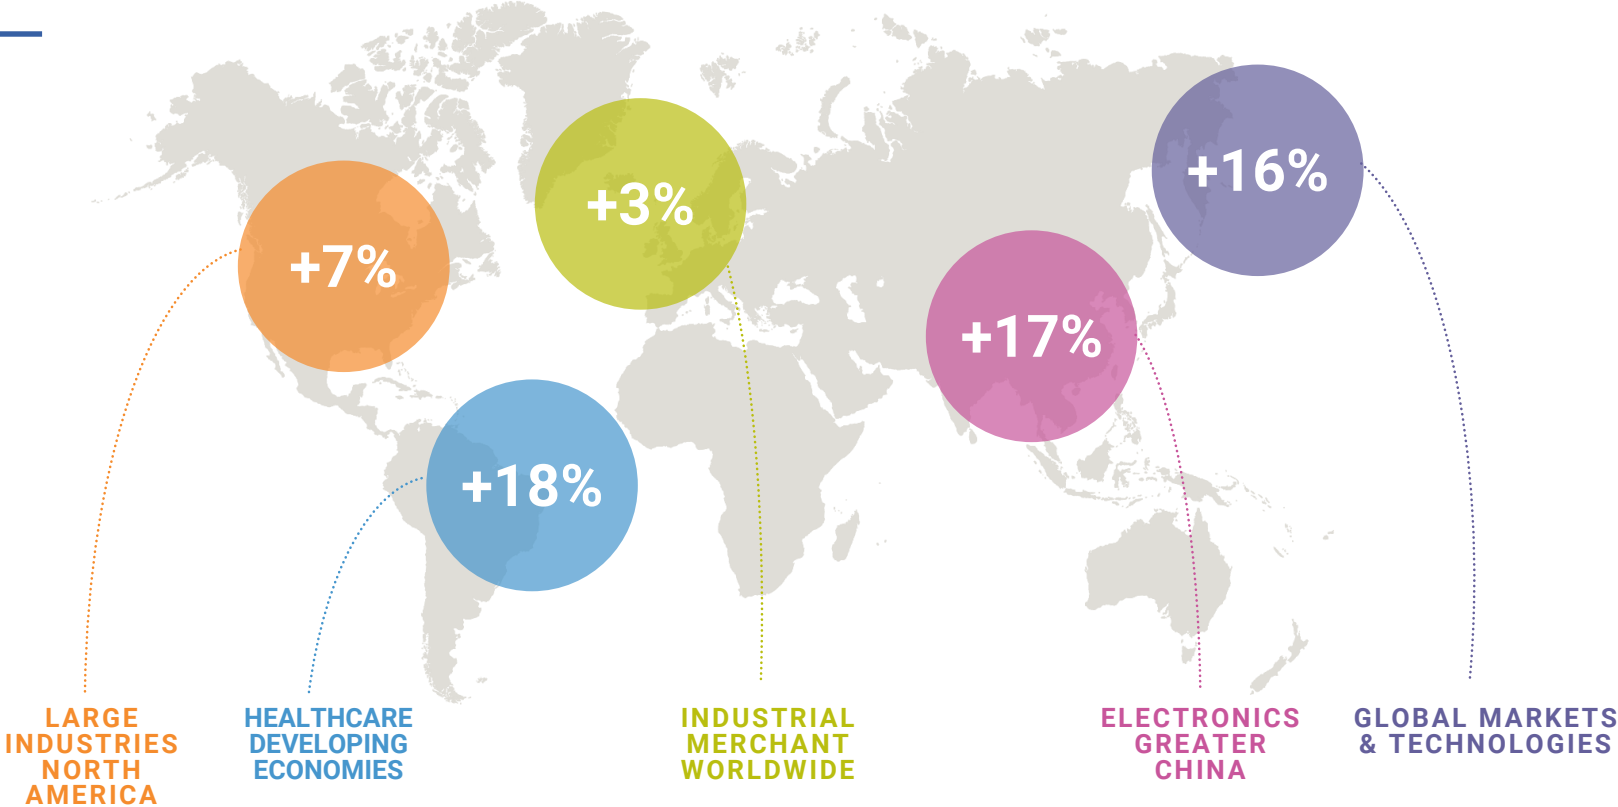 +7%
+3%
+16%
+17%
+18%
LARGE
INDUSTRIES
NORTH
AMERICA
HEALTHCARE
DEVELOPING
ECONOMIES
INDUSTRIAL
MERCHANT
WORLDWIDE
ELECTRONICS
GREATER
CHINA
GLOBAL MARKETS
& TECHNOLOGIES